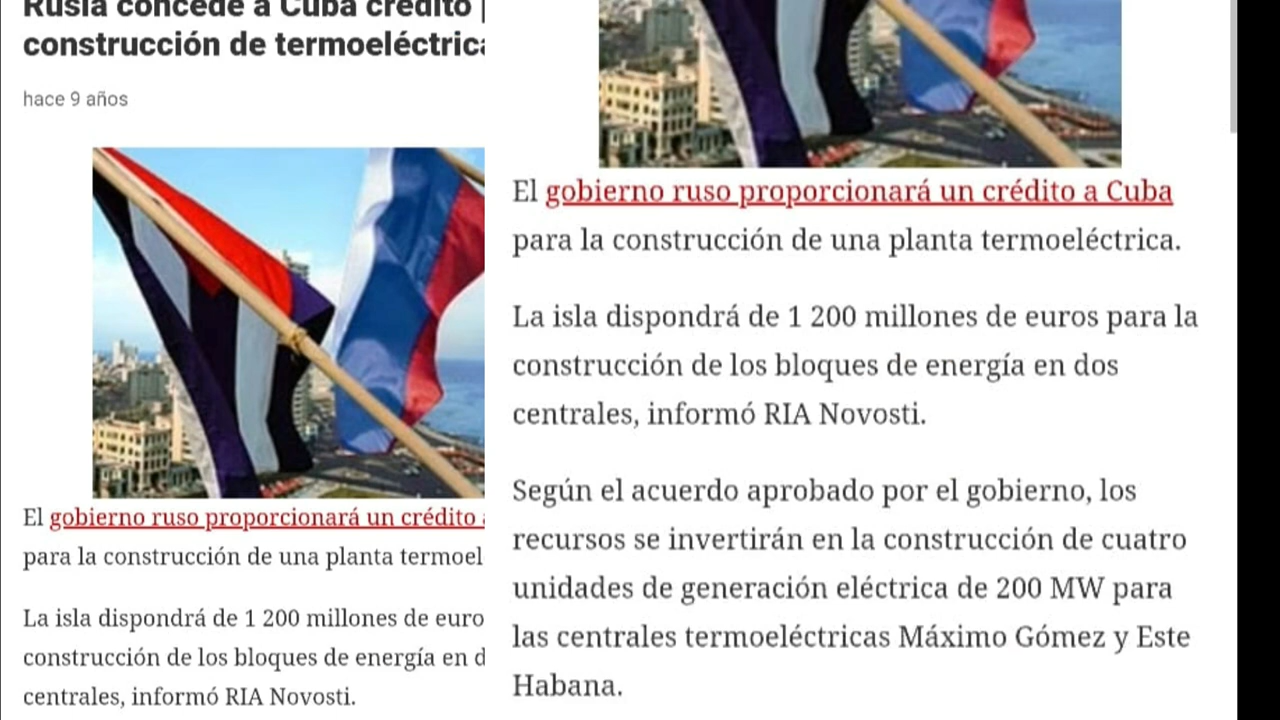 Rusia concede a Cuba crédito
construcción de termoeléctrica
hace 9 años
El gobierno ruso proporcionará un crédito
para la construcción de una planta termoel
La isla dispondrá de 1 200 millones de euro
construcción de los bloques de energía en d
centrales, informó RIA Novosti.
El gobierno ruso proporcionará un crédito a Cuba
para la construcción de una planta termoeléctrica.
La isla dispondrá de 1 200 millones de euros para la
construcción de los bloques de energía en dos
centrales, informó RIA Novosti.
Según el acuerdo aprobado por el gobierno, los
recursos se invertirán en la construcción de cuatro
unidades de generación eléctrica de 200 MW para
las centrales termoeléctricas Máximo Gómez y Este
Habana.